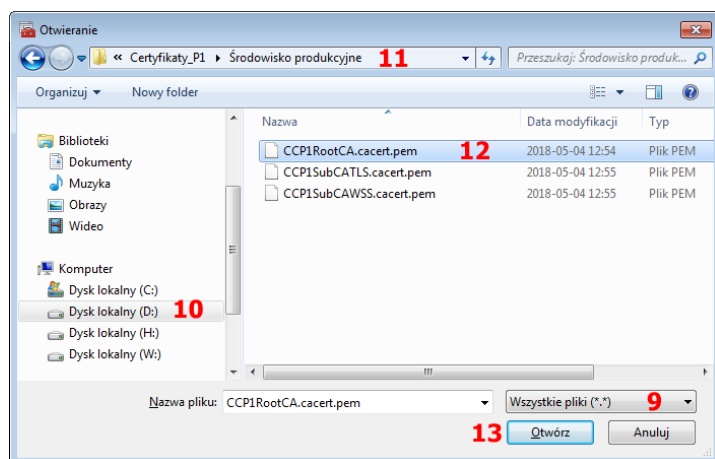 Otwieranie
« Certyfikaty_P1 ▸ Środowisko produkcyjne 11 Przeszukaj: Środowisko produk...
Organizuj Nowy folder
Nazwa Data modyfikacji Typ
Biblioteki
Dokumenty
Muzyka
Obrazy
Wideo
Komputer
Dysk lokalny (C:)
Dysk lokalny (D:) 10
Dysk lokalny (H:)
Dysk lokalny (W:)
CCP1RootCA.cacert.pem 12 2018-05-04 12:54 Plik PEM
CCP1SubCATLS.cacert.pem 2018-05-04 12:55 Plik PEM
CCP1SubCAWSS.cacert.pem 2018-05-04 12:55 Plik PEM
Nazwa pliku: CCP1RootCA.cacert.pem Wszystkie pliki (*.*) 9
13 Otwórz Anuluj